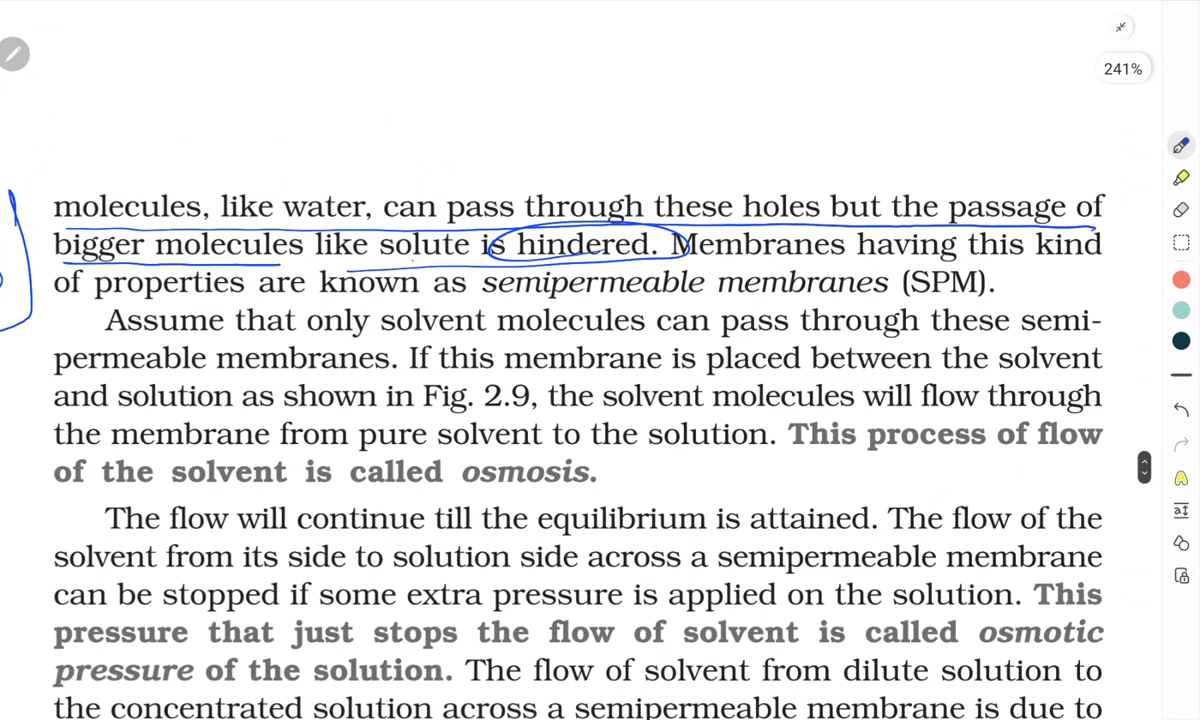 241%
molecules, like water, can pass through these holes but the passage of
bigger molecules like solute is hindered. Membranes having this kind
of properties are known as semipermeable membranes (SPM).
Assume that only solvent molecules can pass through these semi-
permeable membranes. If this membrane is placed between the solvent
and solution as shown in Fig. 2.9, the solvent molecules will flow through
the membrane from pure solvent to the solution. This process of flow
of the solvent is called osmosis.
The flow will continue till the equilibrium is attained. The flow of the
solvent from its side to solution side across a semipermeable membrane
can be stopped if some extra pressure is applied on the solution. This
pressure that just stops the flow of solvent is called osmotic
pressure of the solution. The flow of solvent from dilute solution to
the concentrated solution across a semipermeable membrane is due to